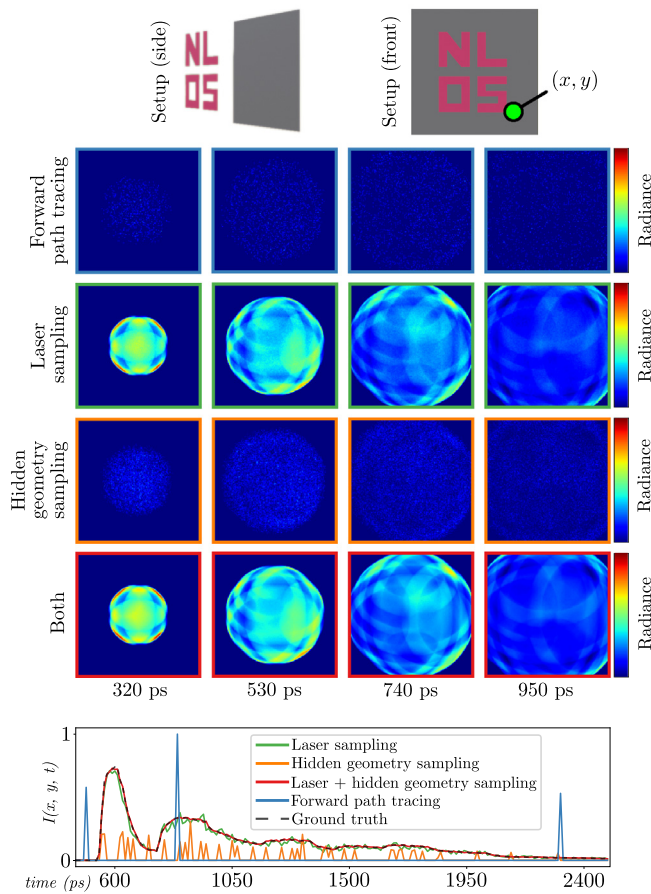 Setup (side)
NL
OS
Setup (front)
NL
OS
(x, y)
Forward
path tracing
Radiance
Laser
sampling
Radiance
Hidden
geometry
sampling
Radiance
Both
Radiance
320 ps
530 ps
740 ps
950 ps
I(x, y, t)
1
0
Laser sampling
Hidden geometry sampling
Laser + hidden geometry sampling
Forward path tracing
Ground truth
time (ps)
600
1050
1500
1950
2400